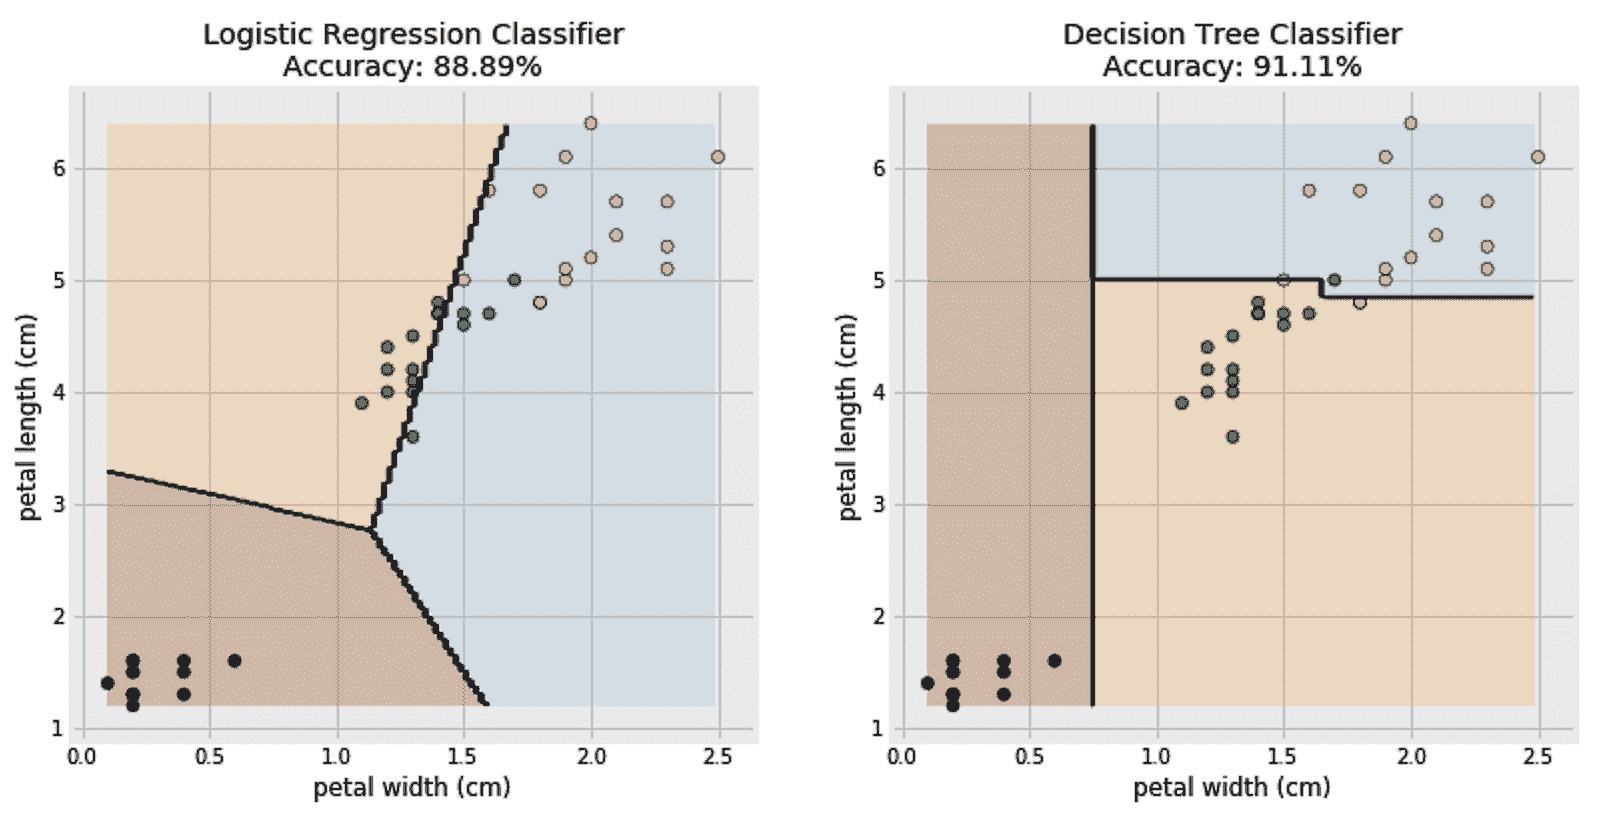 Logistic Regression Classifier
Accuracy: 88.89%
petal length (cm)
6
5
4
3
2
1
0.0 0.5 1.0 1.5 2.0 2.5
petal width (cm)
Decision Tree Classifier
Accuracy: 91.11%
petal length (cm)
6
5
4
3
2
1
0.0 0.5 1.0 1.5 2.0 2.5
petal width (cm)